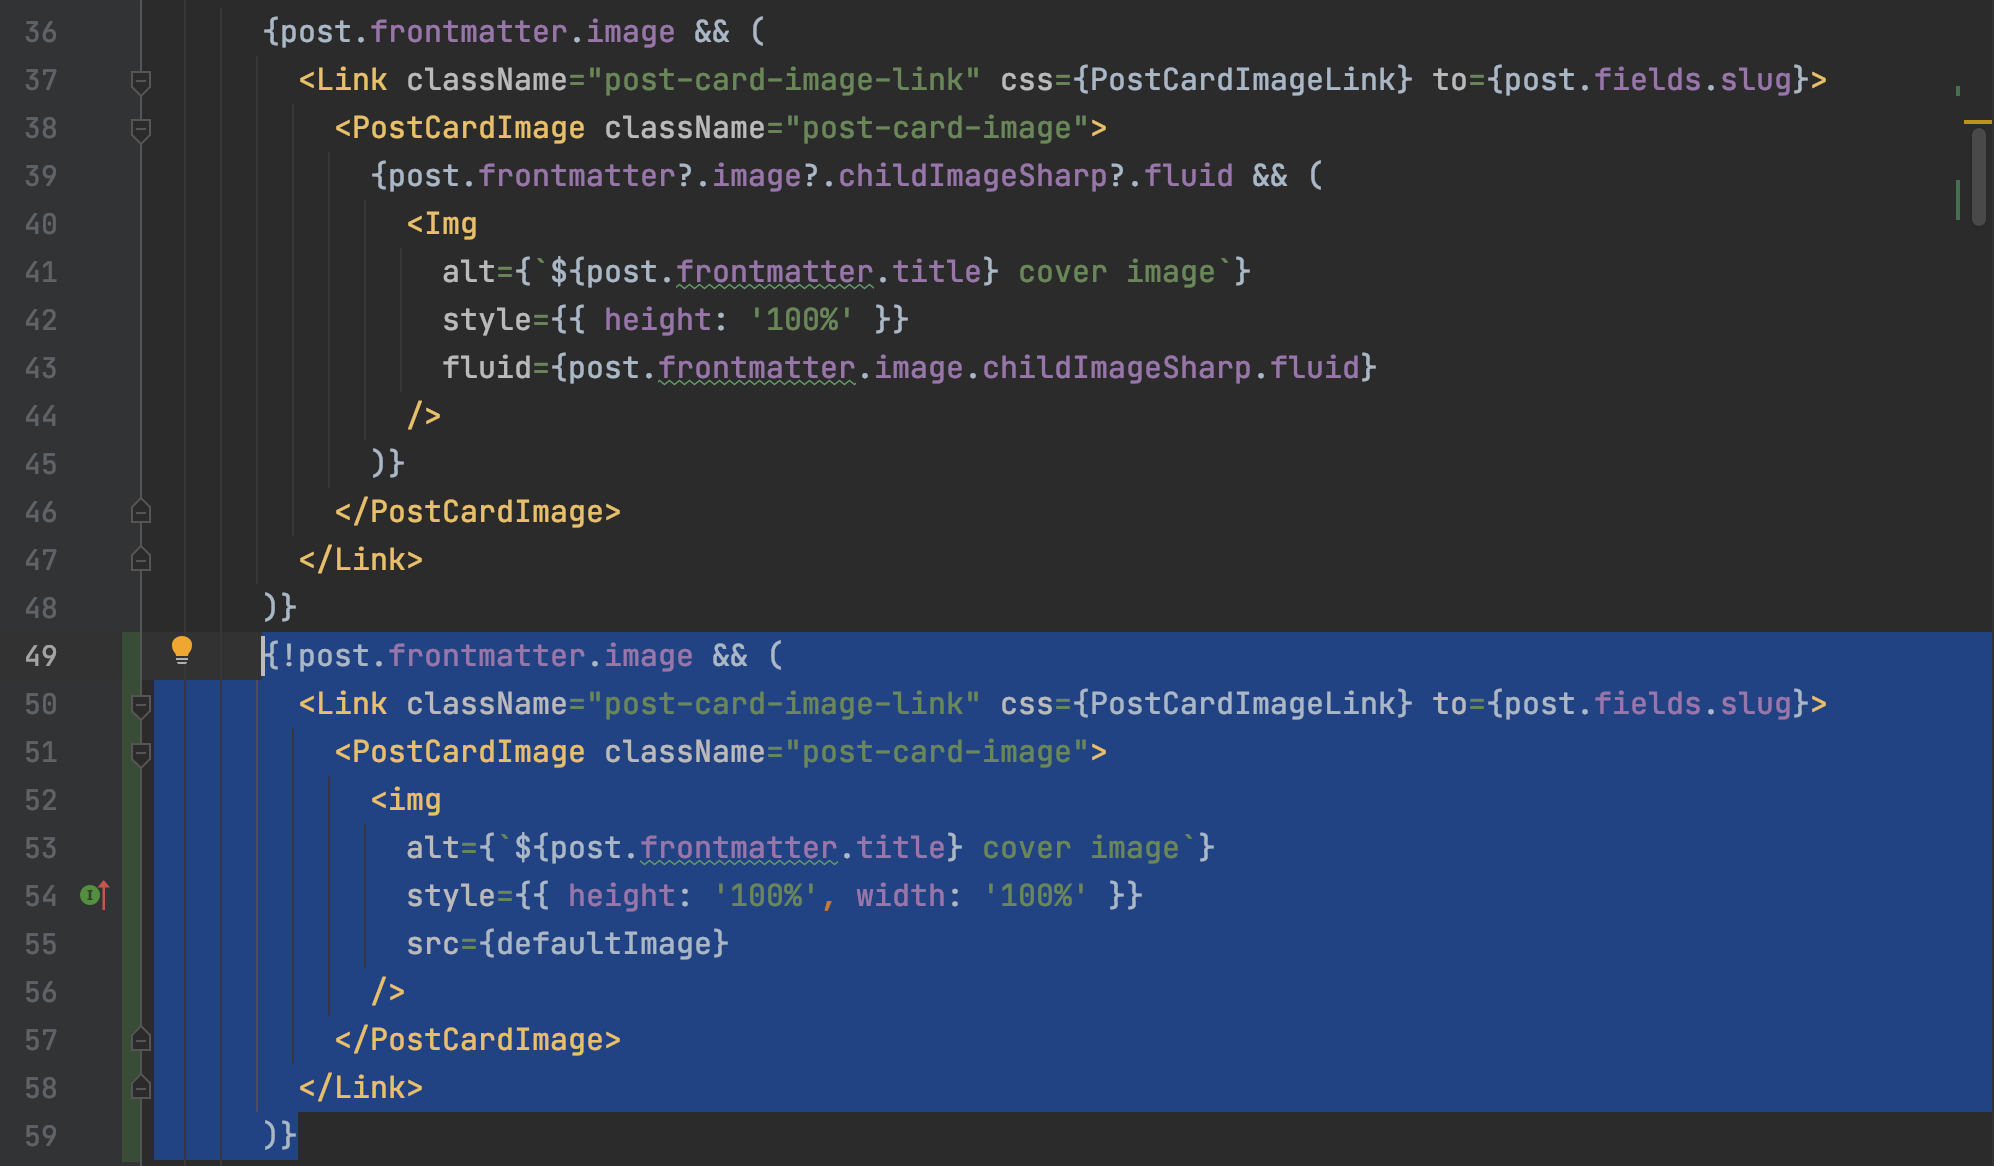 36 {post.frontmatter.image && (
37 <Link className="post-card-image-link" css={PostCardImageLink} to={post.fields.slug}>
38 <PostCardImage className="post-card-image">
39 {post.frontmatter?.image?.childImageSharp?.fluid && (
40 <Img
41 alt={`${post.frontmatter.title} cover image`}
42 style={{ height: '100%' }}
43 fluid={post.frontmatter.image.childImageSharp.fluid}
44 />
45 )}
46 </PostCardImage>
47 </Link>
48 )}
49 {!post.frontmatter.image && (
50 <Link className="post-card-image-link" css={PostCardImageLink} to={post.fields.slug}>
51 <PostCardImage className="post-card-image">
52 <img
53 alt={`${post.frontmatter.title} cover image`}
54 style={{ height: '100%', width: '100%' }}
55 src={defaultImage}
56 />
57 </PostCardImage>
58 </Link>
59 )}